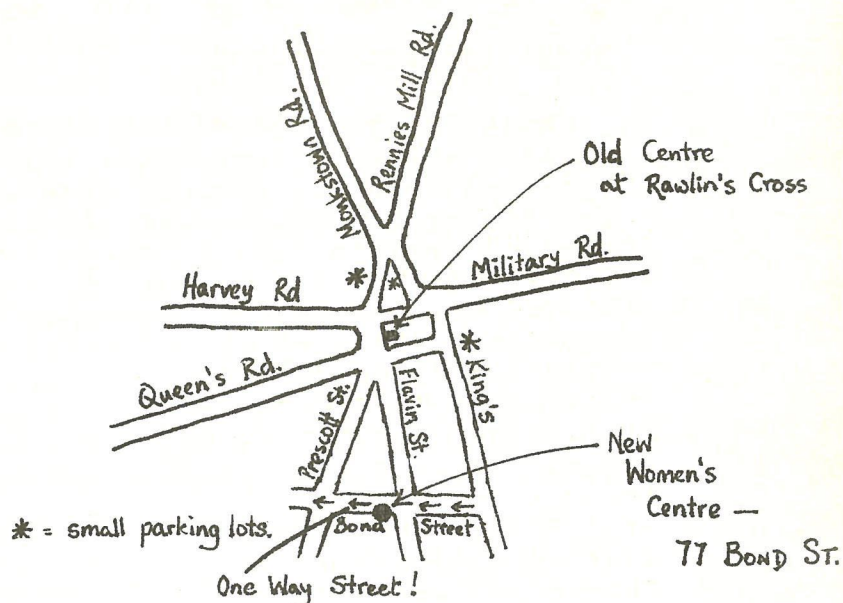 Monkstown Rd.
Rennies Mill Rd.
Old Centre
at Rawlin's Cross
Harvey Rd
*
*
Military Rd.
Queen's Rd.
*
King's
Prescott St.
Flavin St.
New
Women's
Centre —
77 BOND ST.
* = small parking lots.
Bond Street
One Way Street!